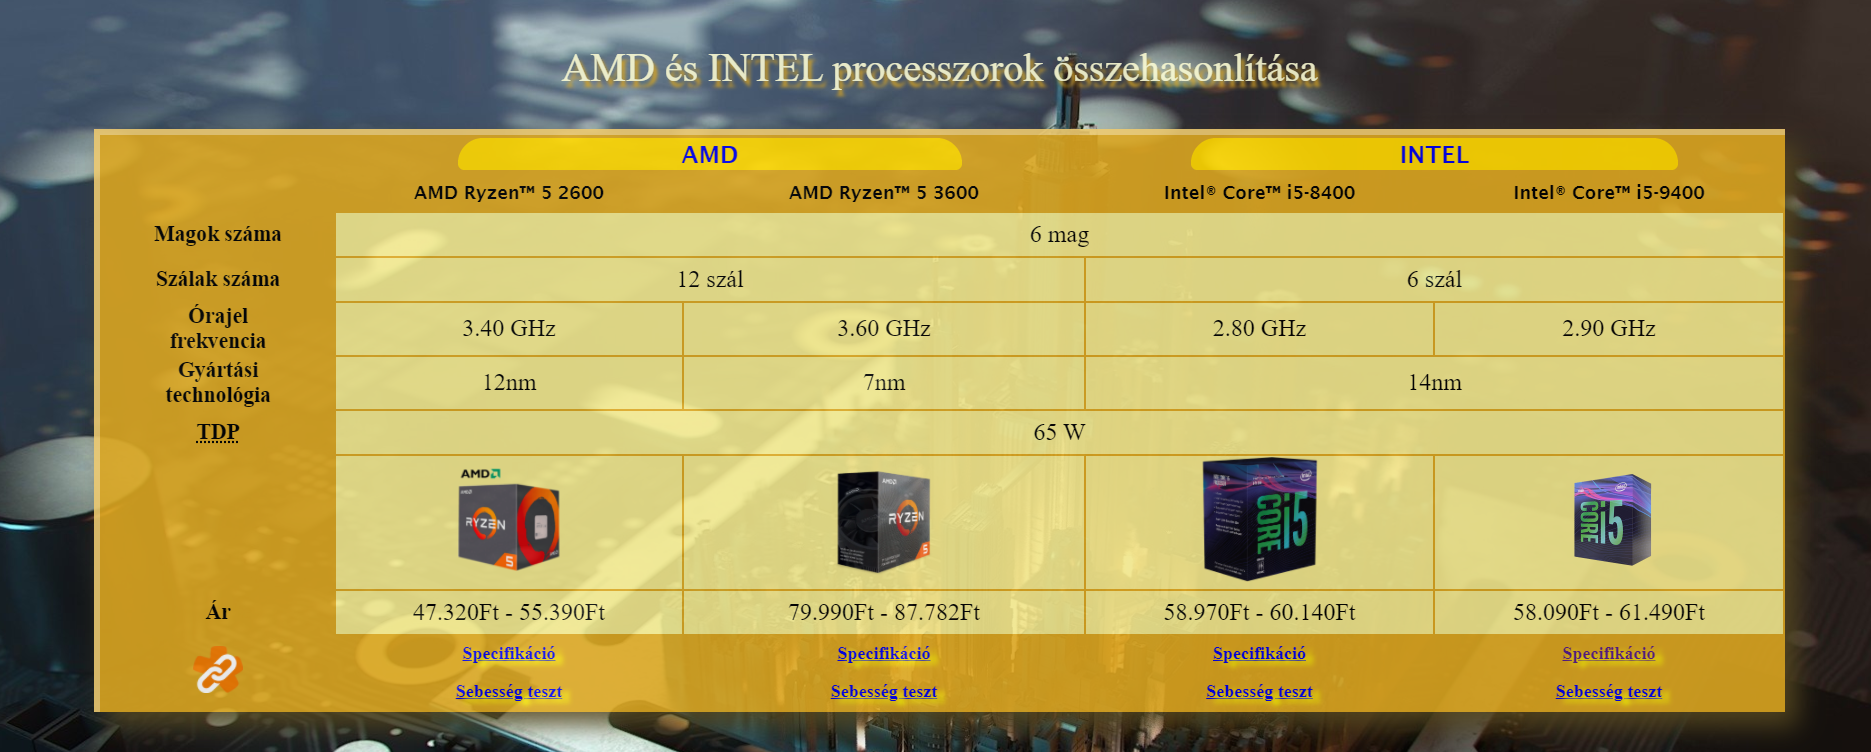 AMD és INTEL processzorok összehasonlítása
AMD INTEL
AMD Ryzen™ 5 2600 AMD Ryzen™ 5 3600 Intel® Core™ i5-8400 Intel® Core™ i5-9400
Magok száma 6 mag
Szálak száma 12 szál 6 szál
Órajel
frekvencia 3.40 GHz 3.60 GHz 2.80 GHz 2.90 GHz
Gyártási
technológia 12nm 7nm 14nm
TDP 65 W
AMD
AMD RYZEN 5
AMD RYZEN 5
CORE i5
CORE i5
Ár 47.320Ft - 55.390Ft 79.990Ft - 87.782Ft 58.970Ft - 60.140Ft 58.090Ft - 61.490Ft
Specifikáció Specifikáció Specifikáció Specifikáció
Sebesség teszt Sebesség teszt Sebesség teszt Sebesség teszt